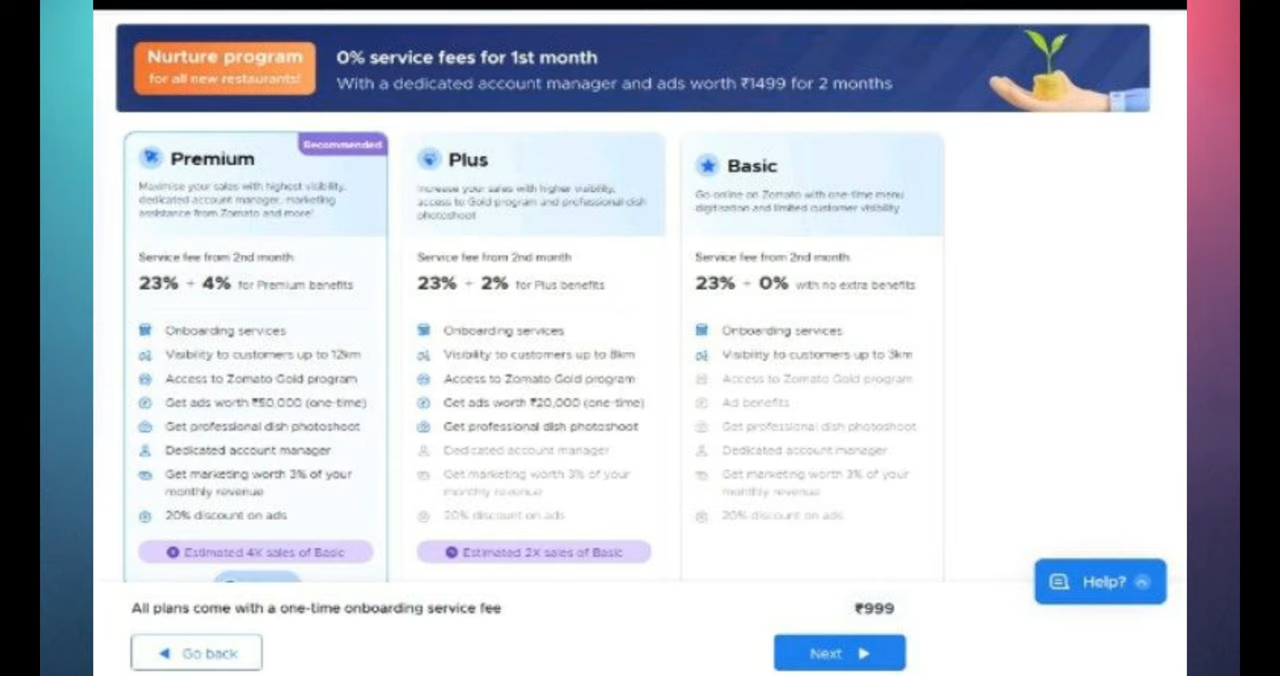 Nurture program
for all new restaurants!
0% service fees for 1st month
With a dedicated account manager and ads worth ₹1499 for 2 months
Recommended
Premium
Maximise your sales with highest visibility,
dedicated account manager, marketing
assistance from Zomato and more!
Service fee from 2nd month
23% + 4% for Premium benefits
Onboarding services
Visibility to customers up to 12km
Access to Zomato Gold program
Get ads worth ₹50,000 (one-time)
Get professional dish photoshoot
Dedicated account manager
Get marketing worth 3% of your
monthly revenue
20% discount on ads
Estimated 4X sales of Basic
Plus
Increase your sales with higher visibility,
access to Gold program and professional dish
photoshoot
Service fee from 2nd month
23% + 2% for Plus benefits
Onboarding services
Visibility to customers up to 8km
Access to Zomato Gold program
Get ads worth ₹20,000 (one-time)
Get professional dish photoshoot
Dedicated account manager
Get marketing worth 3% of your
monthly revenue
20% discount on ads
Estimated 2X sales of Basic
Basic
Go online on Zomato with one-time menu
digitisation and limited customer visibility
Service fee from 2nd month
23% + 0% with no extra benefits
Onboarding services
Visibility to customers up to 3km
Access to Zomato Gold program
Ad benefits
Get professional dish photoshoot
Dedicated account manager
Get marketing worth 3% of your
monthly revenue
20% discount on ads
All plans come with a one-time onboarding service fee
₹999
Help?
Go back
Next